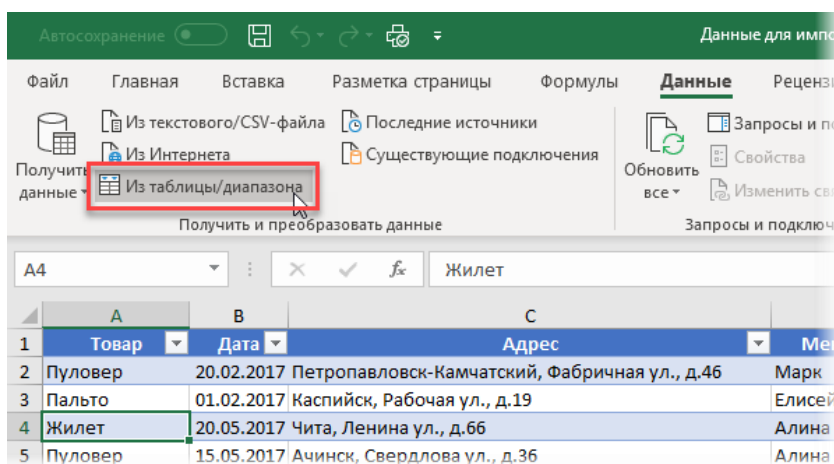 Автосохранение Данные для импо
Файл Главная Вставка Разметка страницы Формулы Данные Реценз
Получить данные
Из текстового/CSV-файла
Из Интернета
Из таблицы/диапазона
Последние источники
Существующие подключения
Получить и преобразовать данные
Обновить все
Запросы и п
Свойства
Изменить св
Запросы и подключ
A4 fx Жилет
A B C
1 Товар Дата Адрес Ме
2 Пуловер 20.02.2017 Петропавловск-Камчатский, Фабричная ул., д.46 Марк
3 Пальто 01.02.2017 Каспийск, Рабочая ул., д.19 Елисей
4 Жилет 20.05.2017 Чита, Ленина ул., д.66 Алина
5 Пуловер 15.05.2017 Ачинск, Свердлова ул., д.36 Алина